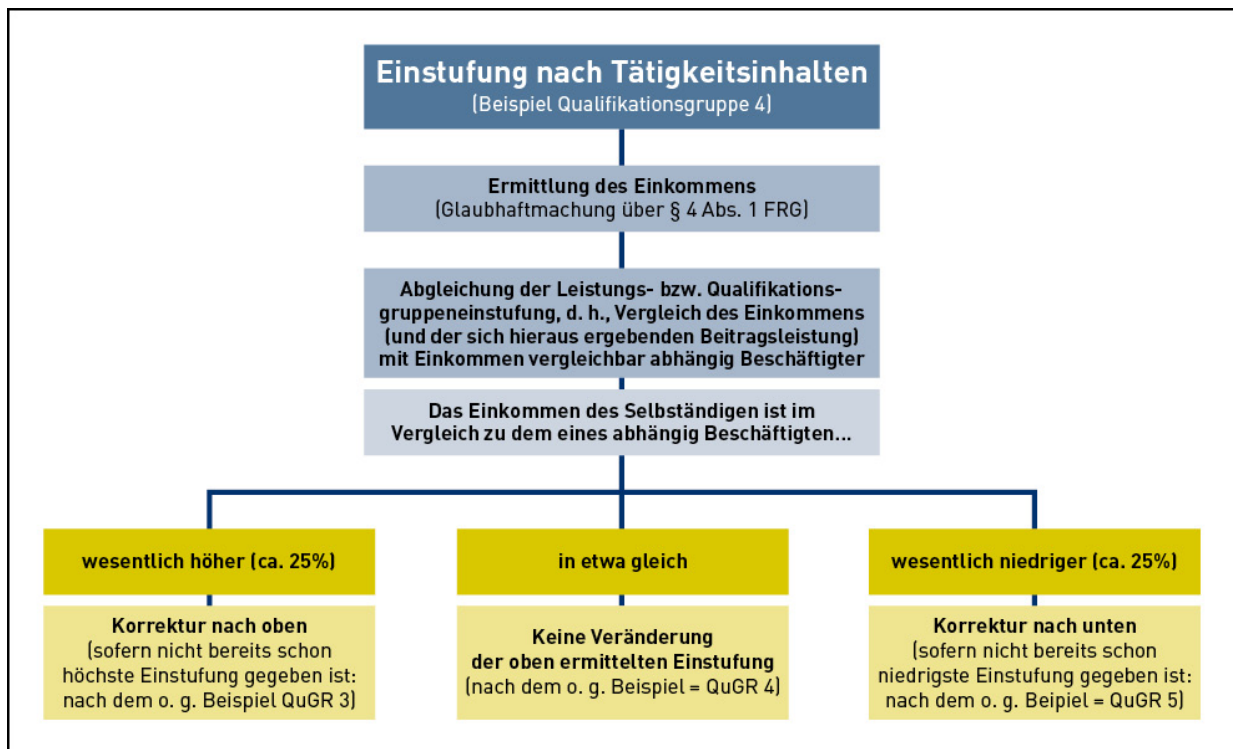 Einstufung nach Tätigkeitsinhalten
(Beispiel Qualifikationsgruppe 4)
Ermittlung des Einkommens
(Glaubhaftmachung über § 4 Abs. 1 FRG)
Abgleichung der Leistungs- bzw. Qualifikations-
gruppeneinstufung, d. h., Vergleich des Einkommens
(und der sich hieraus ergebenden Beitragsleistung)
mit Einkommen vergleichbar abhängig Beschäftigter
Das Einkommen des Selbständigen ist im
Vergleich zu dem eines abhängig Beschäftigten...
wesentlich höher (ca. 25%)
Korrektur nach oben
(sofern nicht bereits schon
höchste Einstufung gegeben ist:
nach dem o. g. Beispiel QuGR 3)
in etwa gleich
Keine Veränderung
der oben ermittelten Einstufung
(nach dem o. g. Beispiel = QuGR 4)
wesentlich niedriger (ca. 25%)
Korrektur nach unten
(sofern nicht bereits schon
niedrigste Einstufung gegeben ist:
nach dem o. g. Beipiel = QuGR 5)